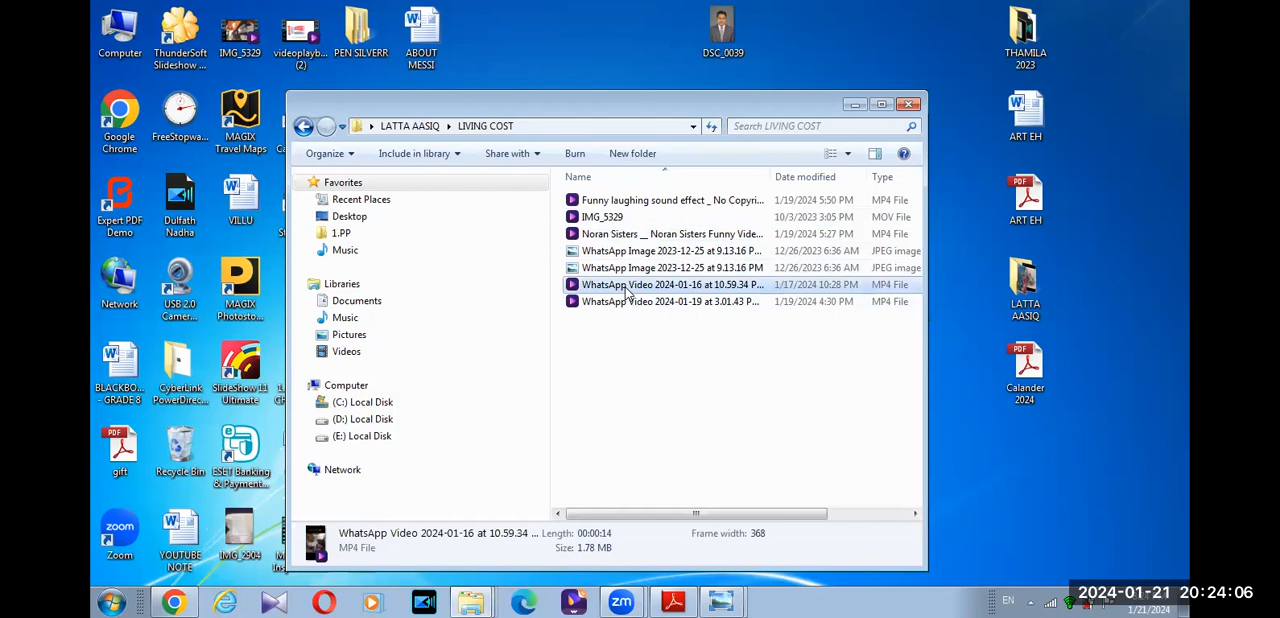 Computer
ThunderSoft
Slideshow ...
IMG_5329
videoplayb...
(2)
PEN SILVERR
ABOUT
MESSI
DSC_0039
THAMILA
2023
Google
Chrome
FreeStopwa...
MAGIX
Travel Maps
ART EH
LATTA AASIQ
LIVING COST
Search LIVING COST
Organize
Include in library
Share with
Burn
New folder
Name
Date modified
Type
Favorites
Recent Places
Desktop
1.PP
Music
Libraries
Documents
Music
Pictures
Videos
Computer
(C:) Local Disk
(D:) Local Disk
(E:) Local Disk
Network
Funny laughing sound effect _ No Copyri... 1/19/2024 5:50 PM MP4 File
IMG_5329 10/3/2023 3:05 PM MOV File
Noran Sisters __ Noran Sisters Funny Vide... 1/19/2024 5:27 PM MP4 File
WhatsApp Image 2023-12-25 at 9.13.16 P... 12/26/2023 6:36 AM JPEG image
WhatsApp Image 2023-12-25 at 9.13.16 PM 12/26/2023 6:36 AM JPEG image
WhatsApp Video 2024-01-16 at 10.59.34 P... 1/17/2024 10:28 PM MP4 File
WhatsApp Video 2024-01-19 at 3.01.43 P... 1/19/2024 4:30 PM MP4 File
WhatsApp Video 2024-01-16 at 10.59.34 ... Length: 00:00:14 Frame width: 368
MP4 File Size: 1.78 MB
Expert PDF
Demo
Dulfath
Nadha
VILLU
PDF
ART EH
Network
USB 2.0
Camer...
MAGIX
Photosto...
LATTA
AASIQ
BLACKBO...
- GRADE 8
CyberLink
PowerDirec...
SlideShow 11
Ultimate
PDF
Calander
2024
PDF
gift
Recycle Bin
ESET Banking
& Payment...
zoom
Zoom
YOUTUBE
NOTE
IMG_2904
zm
EN
2024-01-21 20:24:06
1/21/2024